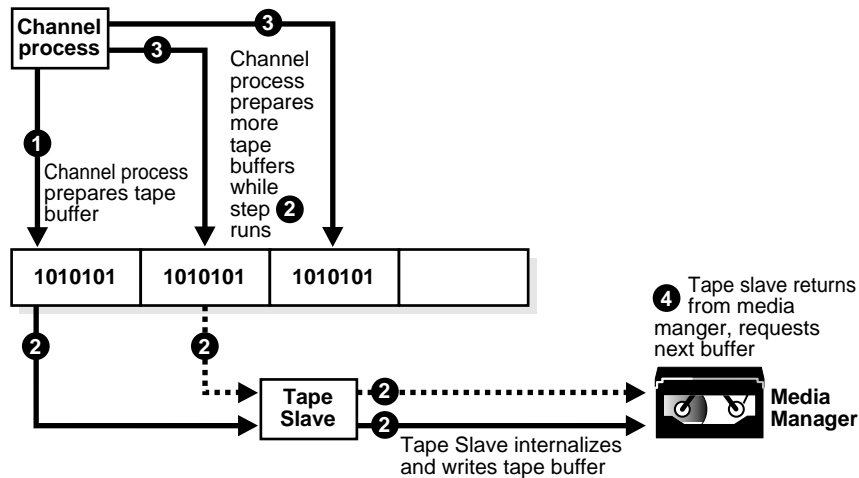 Channel
process
3
3
Channel
process
prepares
more
tape
buffers
while
step 2
runs
1
Channel process
prepares tape
buffer
1010101 1010101 1010101
4 Tape slave returns
from media
manger, requests
next buffer
2
2
Tape
Slave
2
2
Media
Manager
Tape Slave internalizes
and writes tape buffer